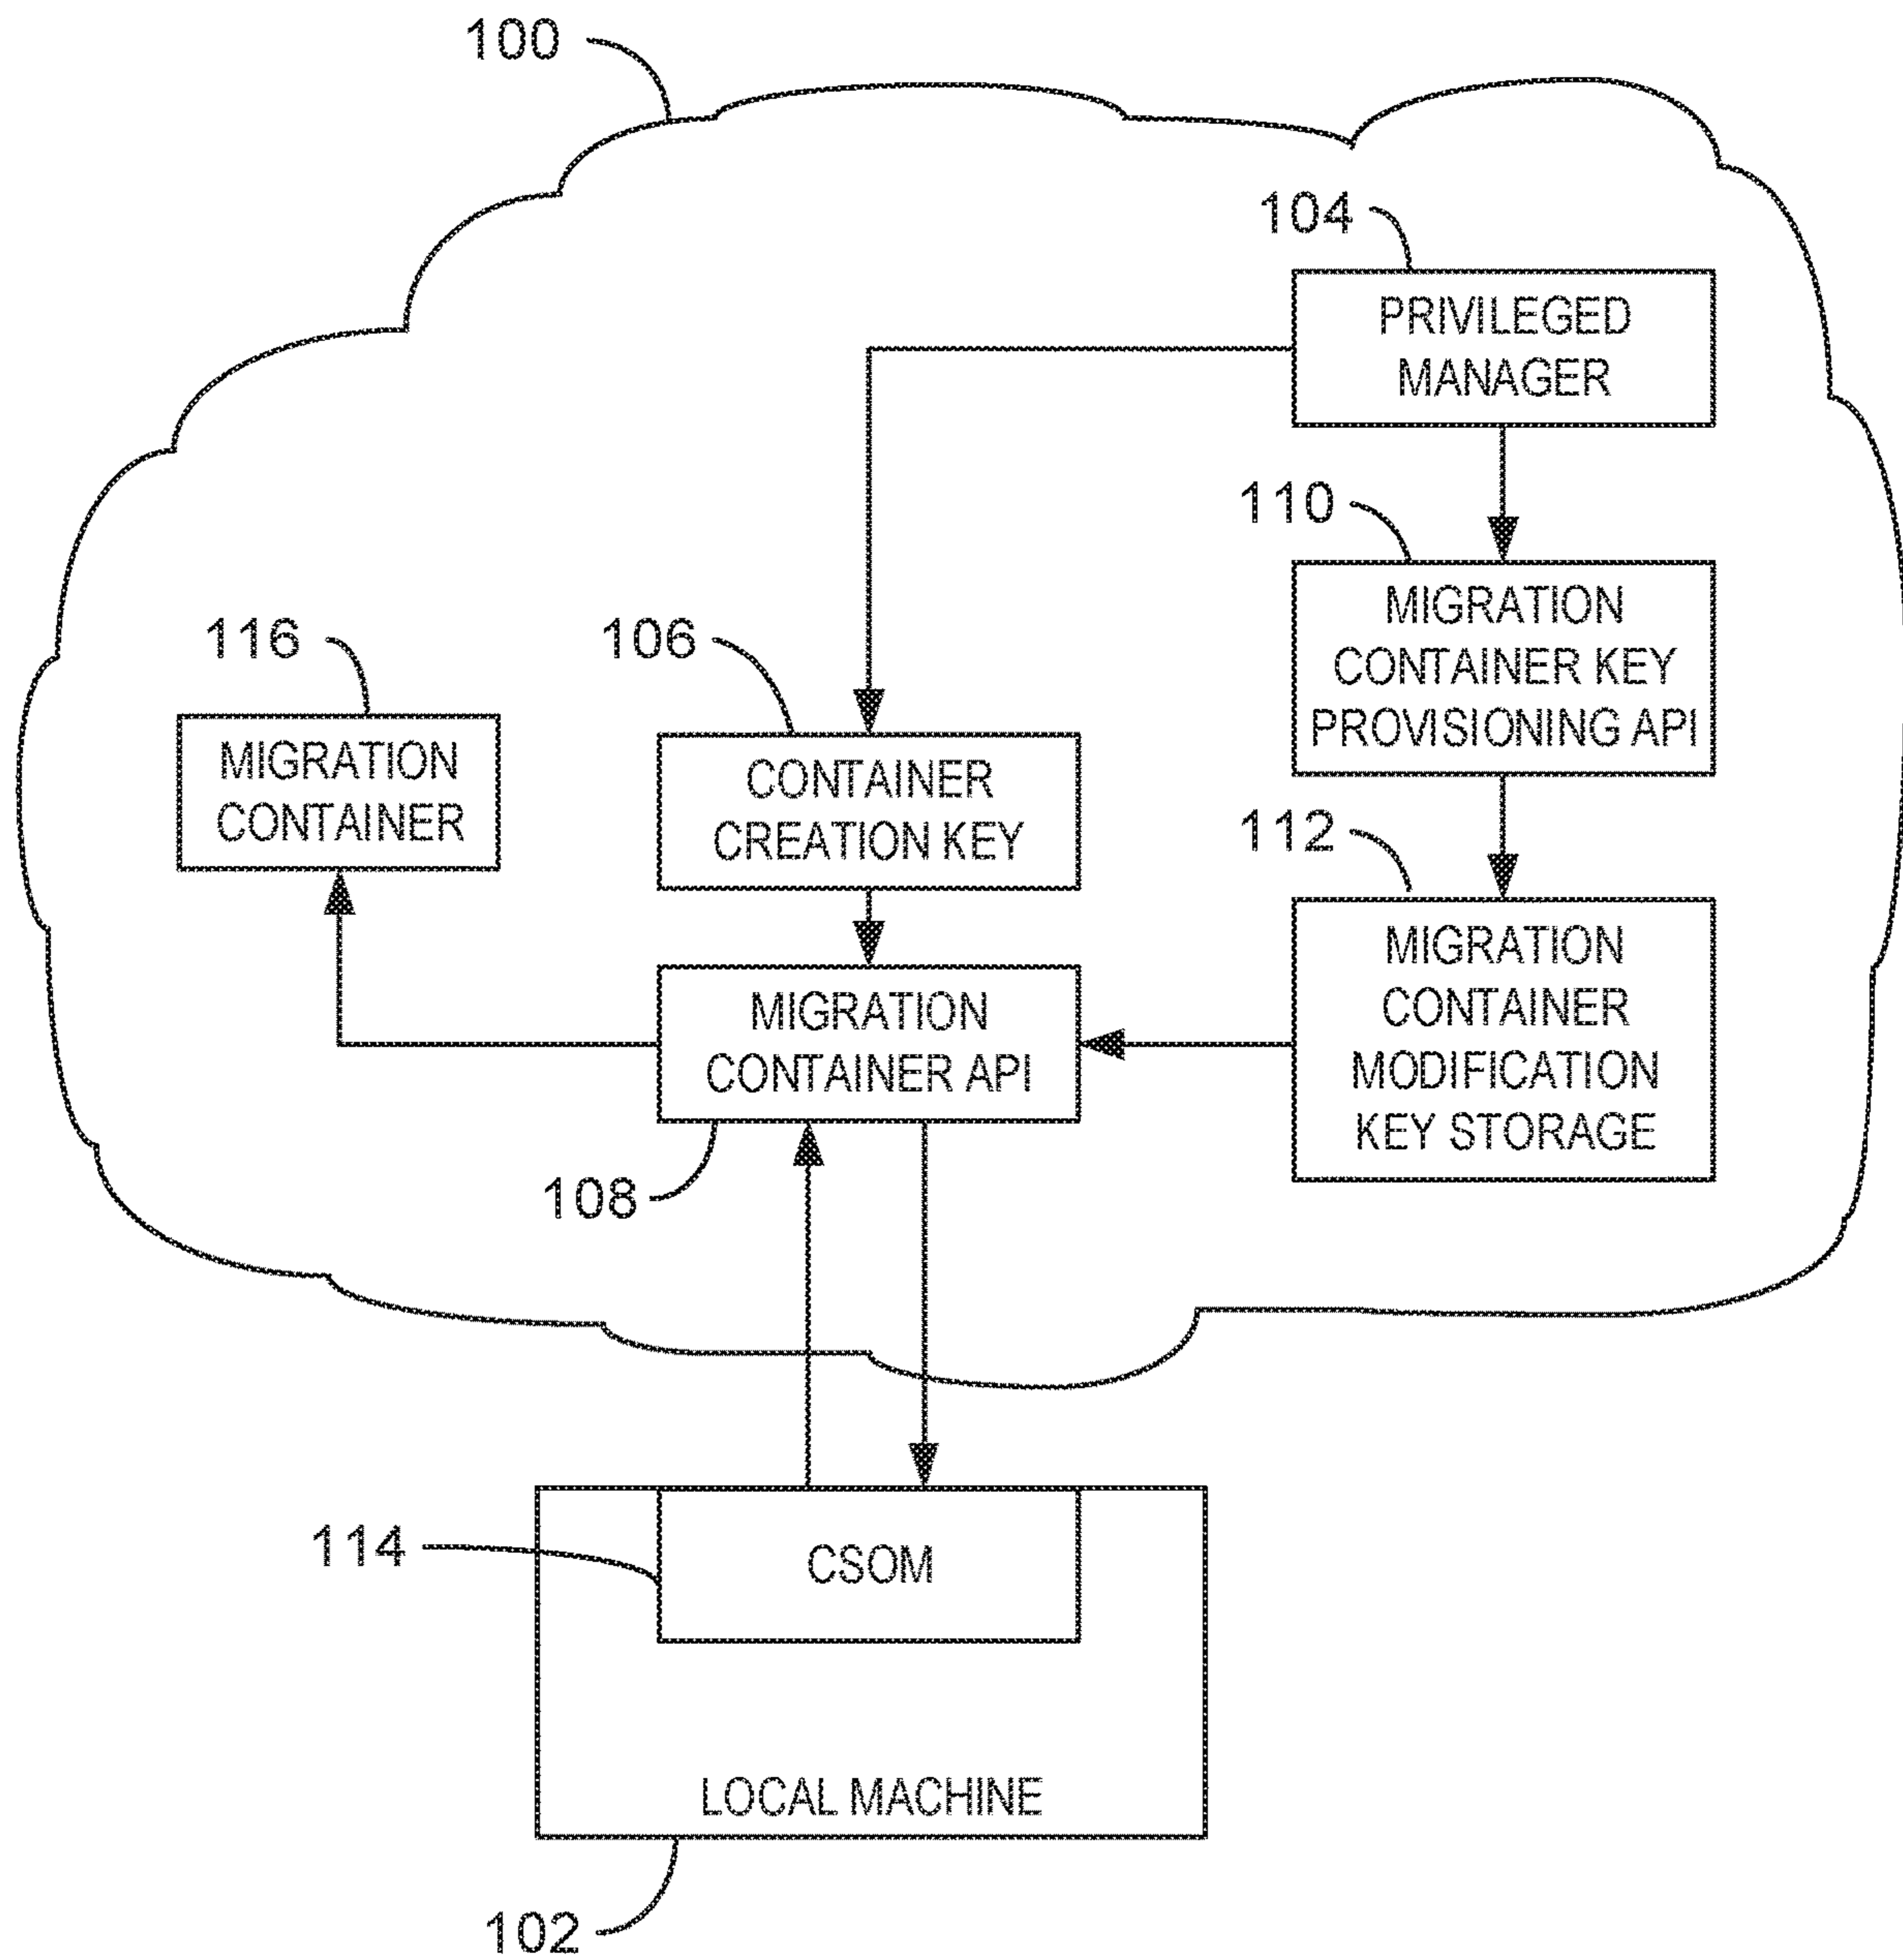 100
104
PRIVILEGED
MANAGER
110
MIGRATION
CONTAINER KEY
PROVISIONING API
116
MIGRATION
CONTAINER
106
CONTAINER
CREATION KEY
112
MIGRATION
CONTAINER
MODIFICATION
KEY STORAGE
MIGRATION
CONTAINER API
108
114
CSOM
LOCAL MACHINE
102